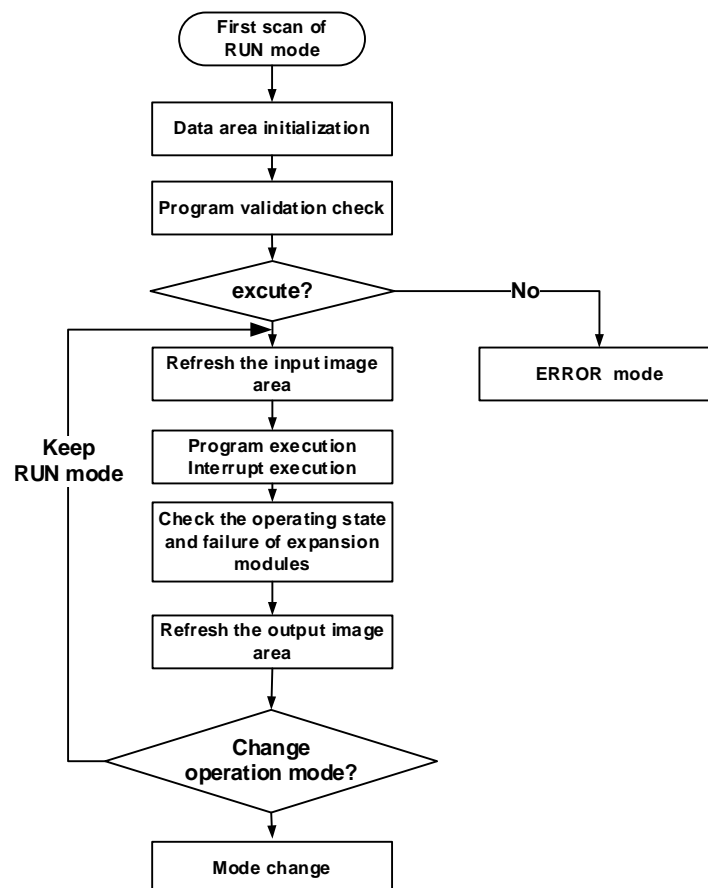 First scan of
RUN mode
Data area initialization
Program validation check
excute?
No
Refresh the input image
area
ERROR mode
Keep
RUN mode
Program execution
Interrupt execution
Check the operating state
and failure of expansion
modules
Refresh the output image
area
Change
operation mode?
Mode change